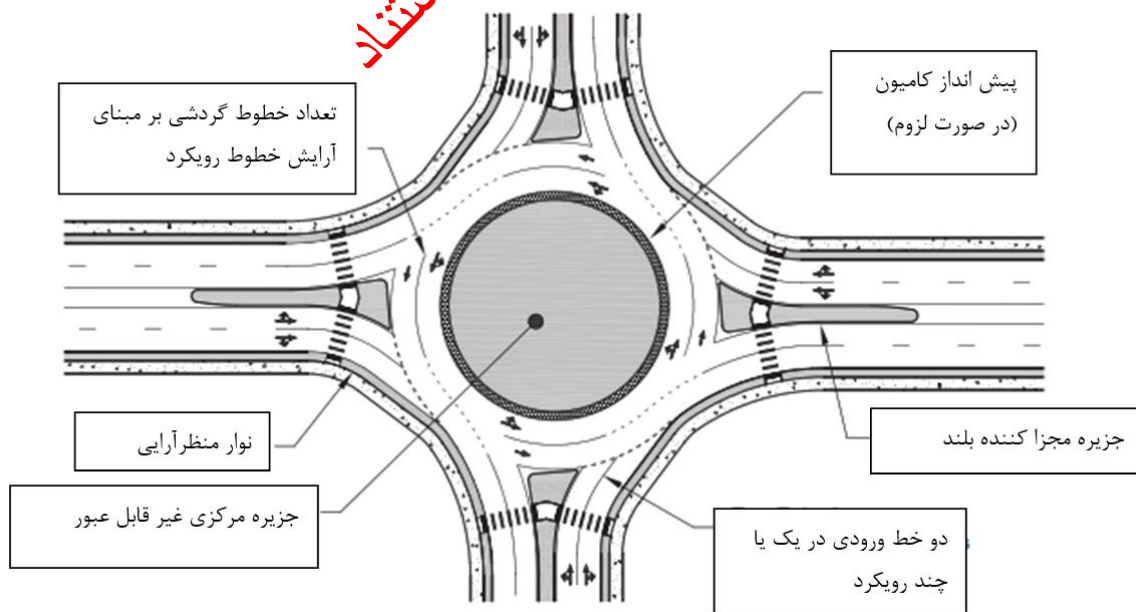 پیش انداز کامیون
(در صورت لزوم)
تعداد خطوط گردشی بر مبنای
آرایش خطوط رویکرد
نوار منظرآرایی
جزیره مجزا کننده بلند
جزیره مرکزی غیر قابل عبور
دو خط ورودی در یک یا
چند رویکرد